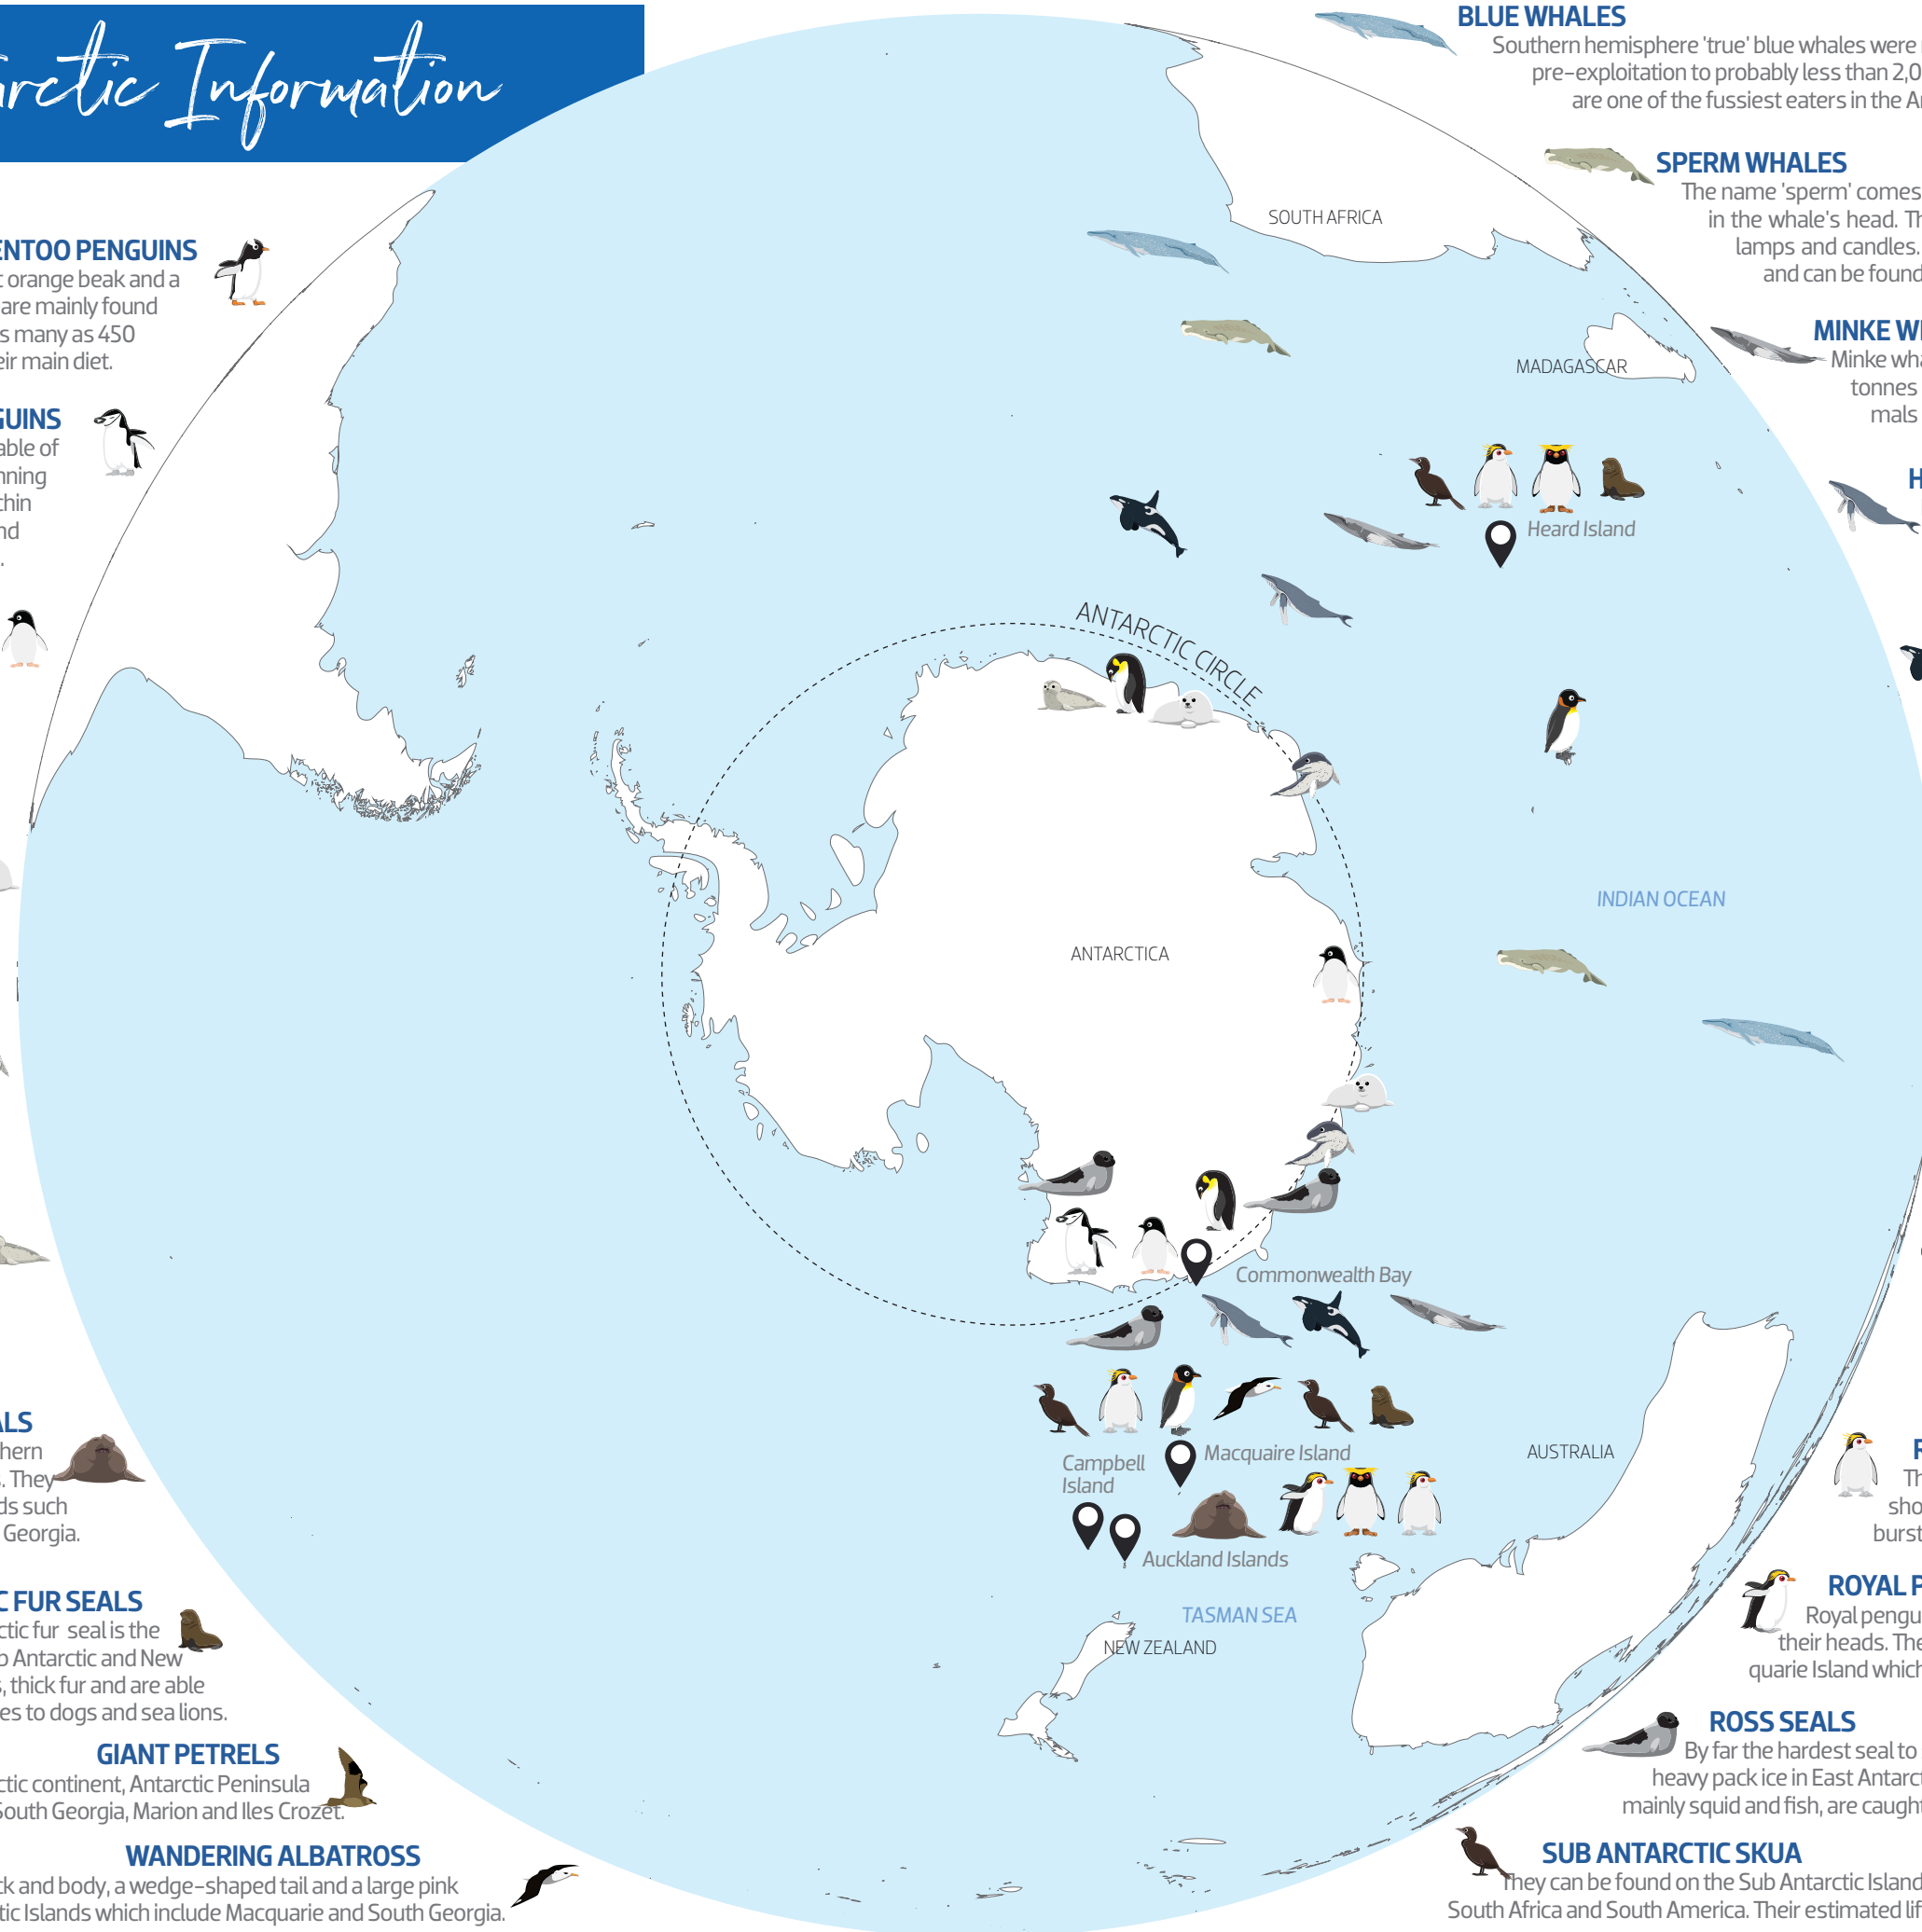 arctic Information
ENTOO PENGUINS
t orange beak and a
are mainly found
s many as 450
eir main diet.
GUINS
able of
nning
thin
nd
.
ALS
hern
s. They
ds such
Georgia.
C FUR SEALS
ctic fur seal is the
b Antarctic and New
s, thick fur and are able
es to dogs and sea lions.
GIANT PETRELS
ctic continent, Antarctic Peninsula
South Georgia, Marion and Iles Crozet.
WANDERING ALBATROSS
ck and body, a wedge-shaped tail and a large pink
tic Islands which include Macquarie and South Georgia.
SOUTH AFRICA
MADAGASCAR
Heard Island
ANTARCTIC CIRCLE
INDIAN OCEAN
ANTARCTICA
Commonwealth Bay
Campbell
Island
Macquaire Island
AUSTRALIA
Auckland Islands
TASMAN SEA
NEW ZEALAND
BLUE WHALES
Southern hemisphere 'true' blue whales were
pre-exploitation to probably less than 2,0
are one of the fussiest eaters in the A
SPERM WHALES
The name 'sperm' comes
in the whale's head. Th
lamps and candles.
and can be found
MINKE W
Minke wha
tonnes
mals
H
R
Th
sho
burst
ROYAL P
Royal pengu
their heads. The
quarie Island which
ROSS SEALS
By far the hardest seal to
heavy pack ice in East Antarct
mainly squid and fish, are caught
SUB ANTARCTIC SKUA
They can be found on the Sub Antarctic Island
South Africa and South America. Their estimated lif